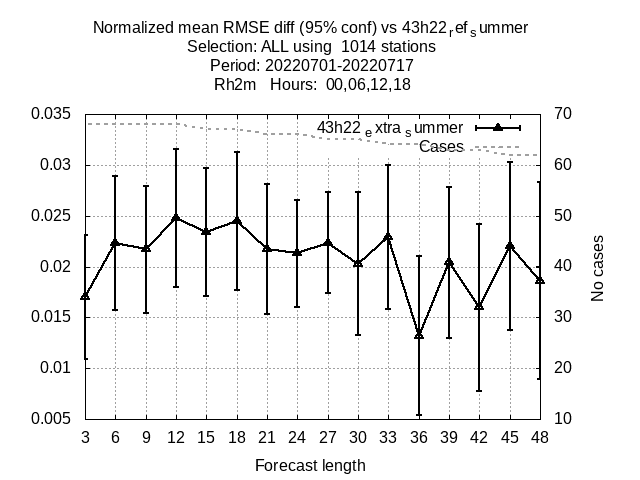 Normalized mean RMSE diff (95% conf) vs 43h22refsummer
Selection: ALL using 1014 stations
Period: 20220701-20220717
Rh2m Hours: 00,06,12,18
0.035 70
43h22extrasummer
Cases
0.03 60
0.025 50
0.02 40
0.015 30
0.01 20
0.005 10
No cases
3 6 9 12 15 18 21 24 27 30 33 36 39 42 45 48
Forecast length